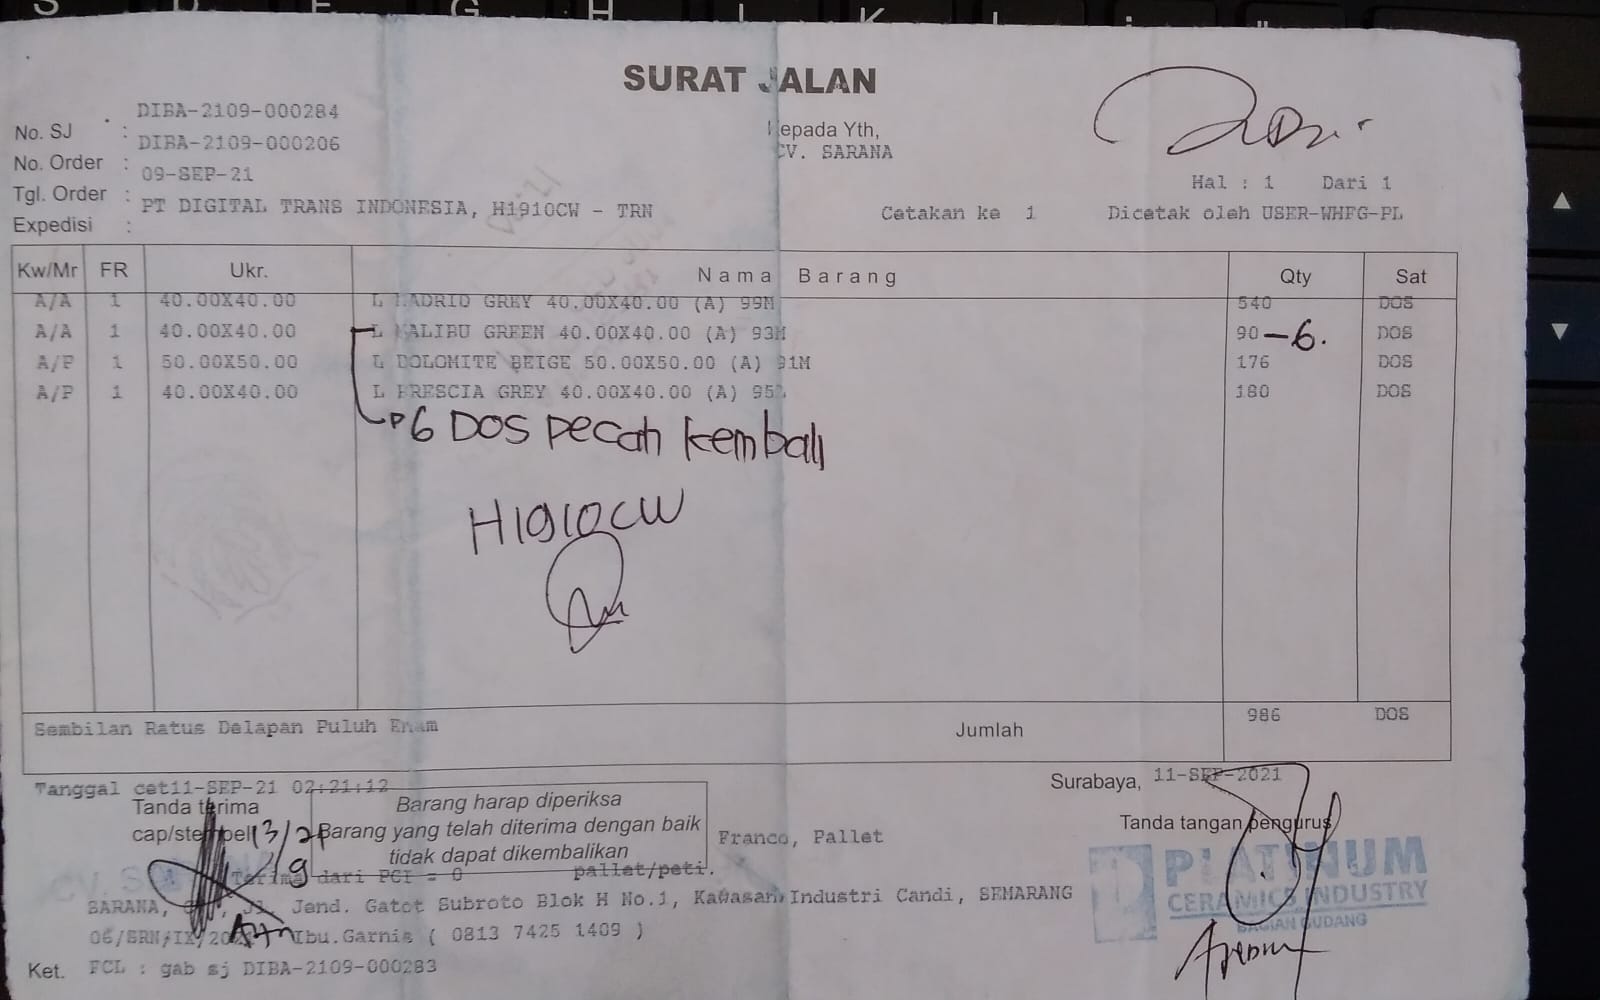 SURAT JALAN
No. SJ : DIBA-2109-000284
No. Order : DIBA-2109-000206
Tgl. Order : 09-SEP-21
Expedisi : PT DIGITAL TRANS INDONESIA, H1910CW - TRN
Kepada Yth,
CV. SARANA
Hal : 1 Dari 1
Cetakan ke 1 Dicetak oleh USER-WHFG-PL
Kw/Mr FR Ukr. Nama Barang Qty Sat
A/A 1 40.00X40.00 L MADRID GREY 40.00X40.00 (A) 99M 540 DOS
A/A 1 40.00X40.00 L MALIBU GREEN 40.00X40.00 (A) 93M 90 -6. DOS
A/P 1 50.00X50.00 L DOLOMITE BEIGE 50.00X50.00 (A) 91M 176 DOS
A/P 1 40.00X40.00 L BRESCIA GREY 40.00X40.00 (A) 180 DOS
6 DOS pecah kembali
H1910CW
Sembilan Ratus Delapan Puluh Enam Jumlah 986 DOS
Tanggal cet11-SEP-21 02:21:12
Tanda terima
cap/stempel 13/9 21
Barang harap diperiksa
Barang yang telah diterima dengan baik
tidak dapat dikembalikan
Franco, Pallet
Surabaya, 11-SEP-2021
Tanda tangan pengurus
PLATINUM
CERAMICS INDUSTRY
BAGIAN GUDANG
Terima dari PCI = 0 pallet/peti.
SARANA, Jend. Gatot Subroto Blok H No.1, Kawasan Industri Candi, SEMARANG
06/SRN/IX/ Ibu.Garnis ( 0813 7425 1409 )
Ket. FCL : gab sj DIBA-2109-000283